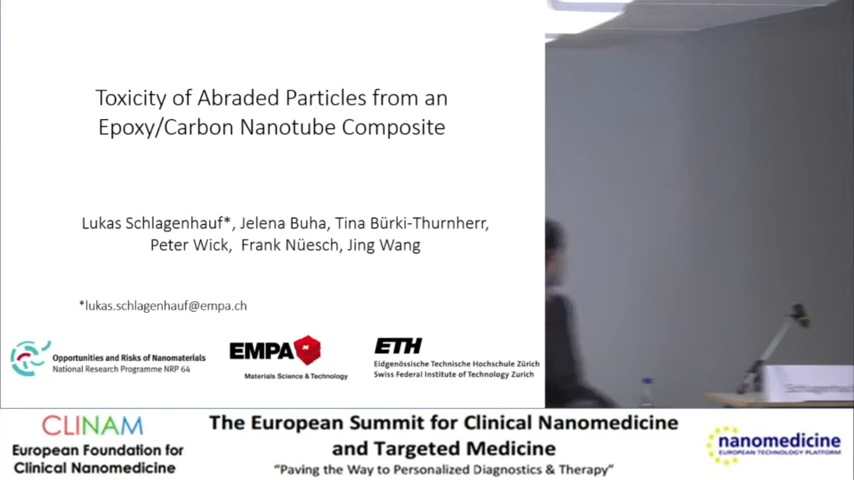 Toxicity of Abraded Particles from an
Epoxy/Carbon Nanotube Composite
Lukas Schlagenhauf*, Jelena Buha, Tina Bürki-Thurnherr,
Peter Wick, Frank Nüesch, Jing Wang
*lukas.schlagenhauf@empa.ch
Opportunities and Risks of Nanomaterials
National Research Programme NRP 64
EMPA
Materials Science & Technology
ETH
Eidgenössische Technische Hochschule Zürich
Swiss Federal Institute of Technology Zurich
CLINAM
European Foundation for
Clinical Nanomedicine
The European Summit for Clinical Nanomedicine
and Targeted Medicine
“Paving the Way to Personalized Diagnostics & Therapy”
nanomedicine
EUROPEAN TECHNOLOGY PLATFORM